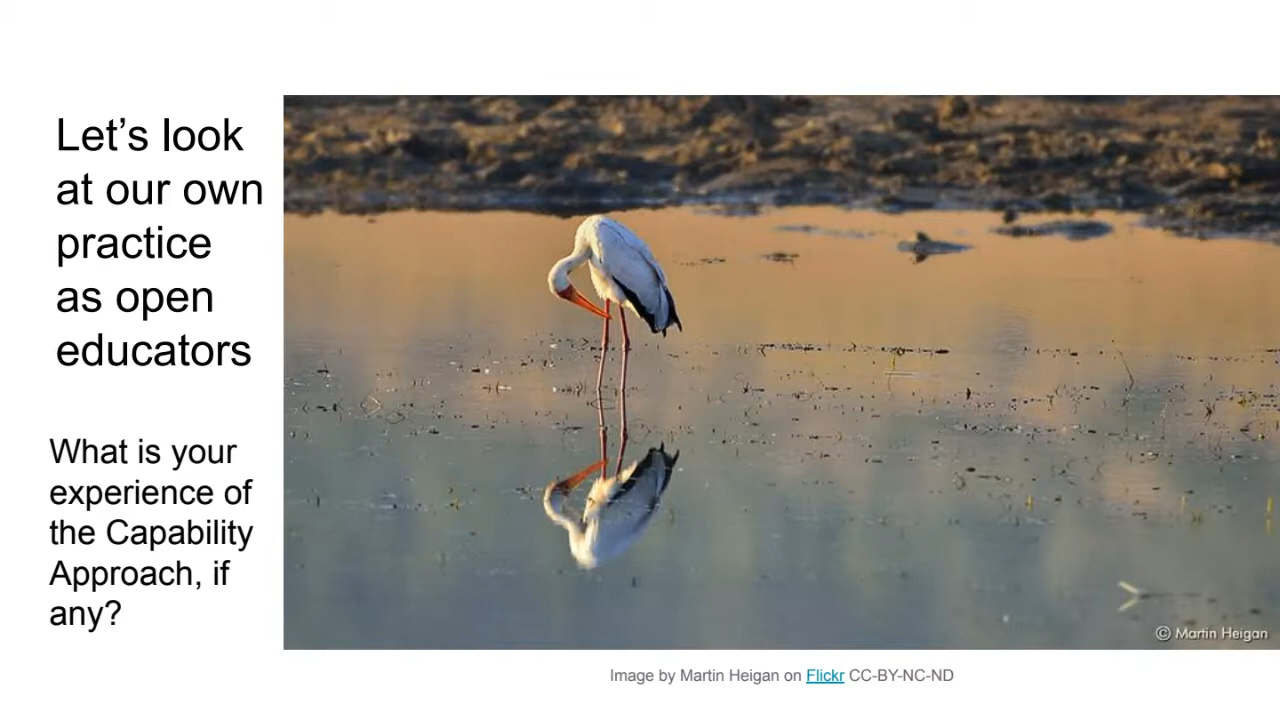 Let’s look
at our own
practice
as open
educators
What is your
experience of
the Capability
Approach, if
any?
© Martin Heigan
Image by Martin Heigan on Flickr CC-BY-NC-ND